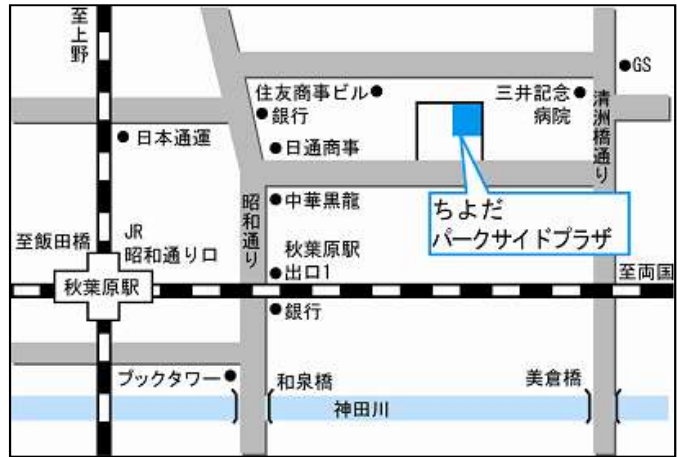 至上野
●GS
住友商事ビル●
●銀行
三井記念●
病院
清洲橋通り
●日本通運
●日通商事
昭和通り
●中華黒龍
ちよだ
パークサイドプラザ
至飯田橋
JR
昭和通り口
秋葉原駅
●出口1
至両国
秋葉原駅
●銀行
ブックタワー●
和泉橋
美倉橋
神田川